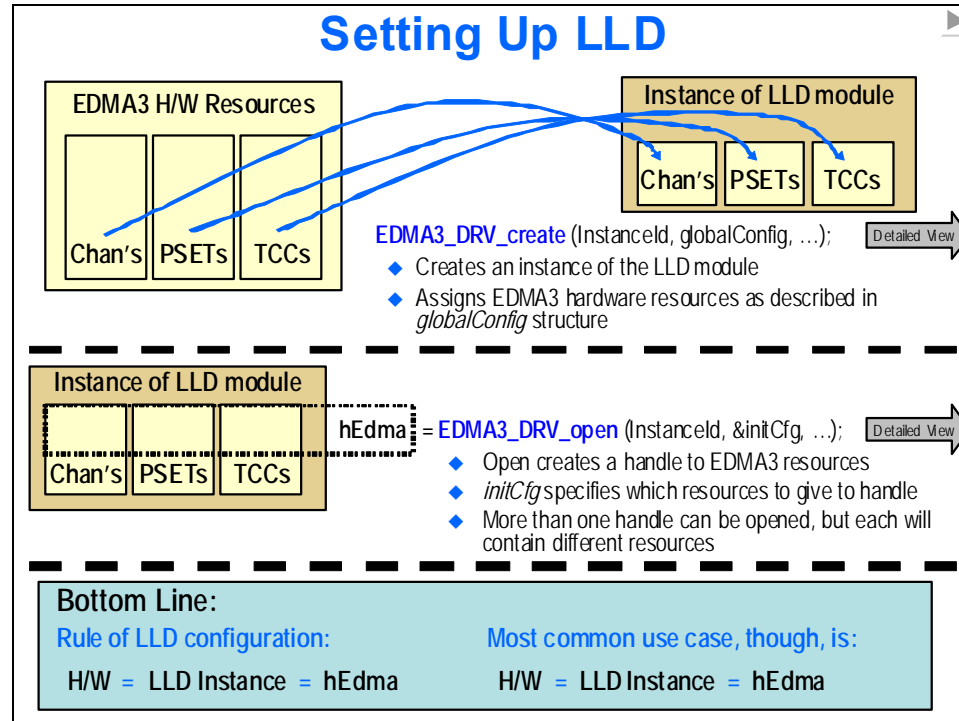 Setting Up LLD
EDMA3 H/W Resources
Chan's PSETs TCCs
Instance of LLD module
Chan's PSETs TCCs
EDMA3_DRV_create (InstanceId, globalConfig, …);
Detailed View
◆ Creates an instance of the LLD module
◆ Assigns EDMA3 hardware resources as described in
globalConfig structure
Instance of LLD module
Chan's PSETs TCCs
hEdma = EDMA3_DRV_open (InstanceId, &initCfg, …);
Detailed View
◆ Open creates a handle to EDMA3 resources
◆ initCfg specifies which resources to give to handle
◆ More than one handle can be opened, but each will
contain different resources
Bottom Line:
Rule of LLD configuration:
H/W = LLD Instance = hEdma
Most common use case, though, is:
H/W = LLD Instance = hEdma